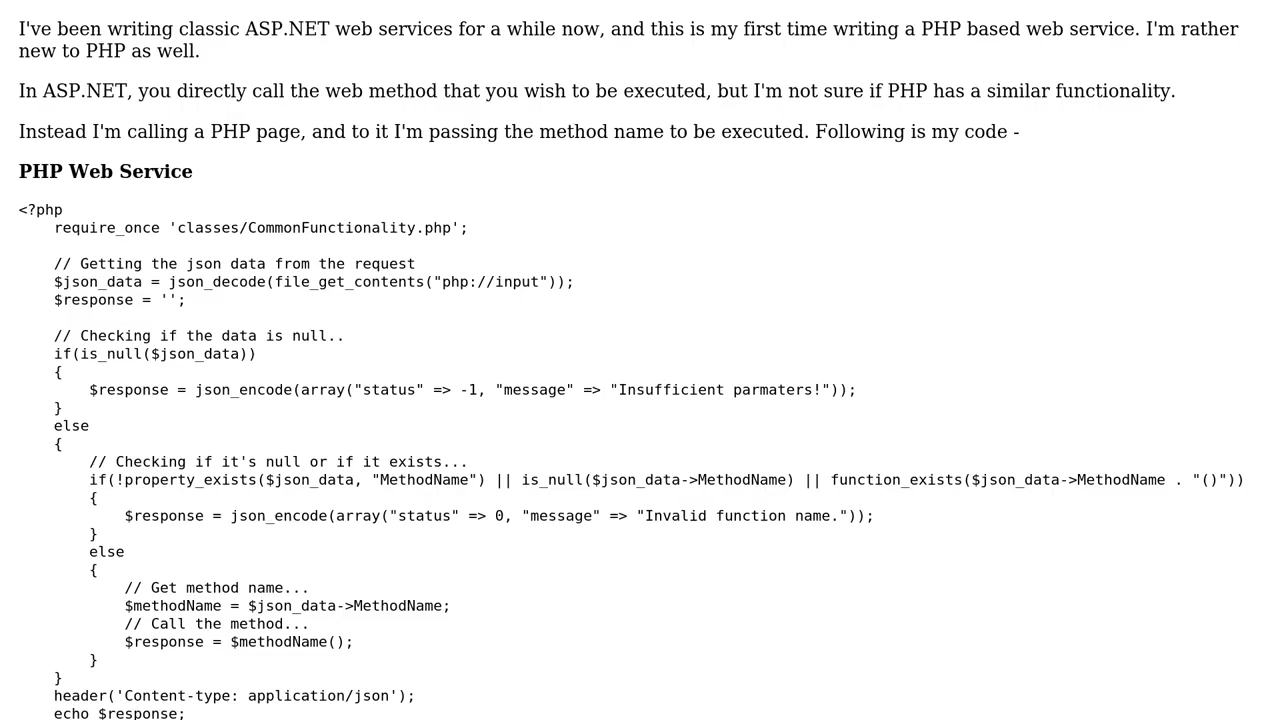 I've been writing classic ASP.NET web services for a while now, and this is my first time writing a PHP based web service. I'm rather
new to PHP as well.
In ASP.NET, you directly call the web method that you wish to be executed, but I'm not sure if PHP has a similar functionality.
Instead I'm calling a PHP page, and to it I'm passing the method name to be executed. Following is my code -
PHP Web Service
<?php
    require_once 'classes/CommonFunctionality.php';
    // Getting the json data from the request
    $json_data = json_decode(file_get_contents("php://input"));
    $response = '';
    // Checking if the data is null..
    if(is_null($json_data))
    {
        $response = json_encode(array("status" => -1, "message" => "Insufficient parmaters!"));
    }
    else
    {
        // Checking if it's null or if it exists...
        if(!property_exists($json_data, "MethodName") || is_null($json_data->MethodName) || function_exists($json_data->MethodName . "()"))
        {
            $response = json_encode(array("status" => 0, "message" => "Invalid function name."));
        }
        else
        {
            // Get method name...
            $methodName = $json_data->MethodName;
            // Call the method...
            $response = $methodName();
        }
    }
    header('Content-type: application/json');
    echo $response;